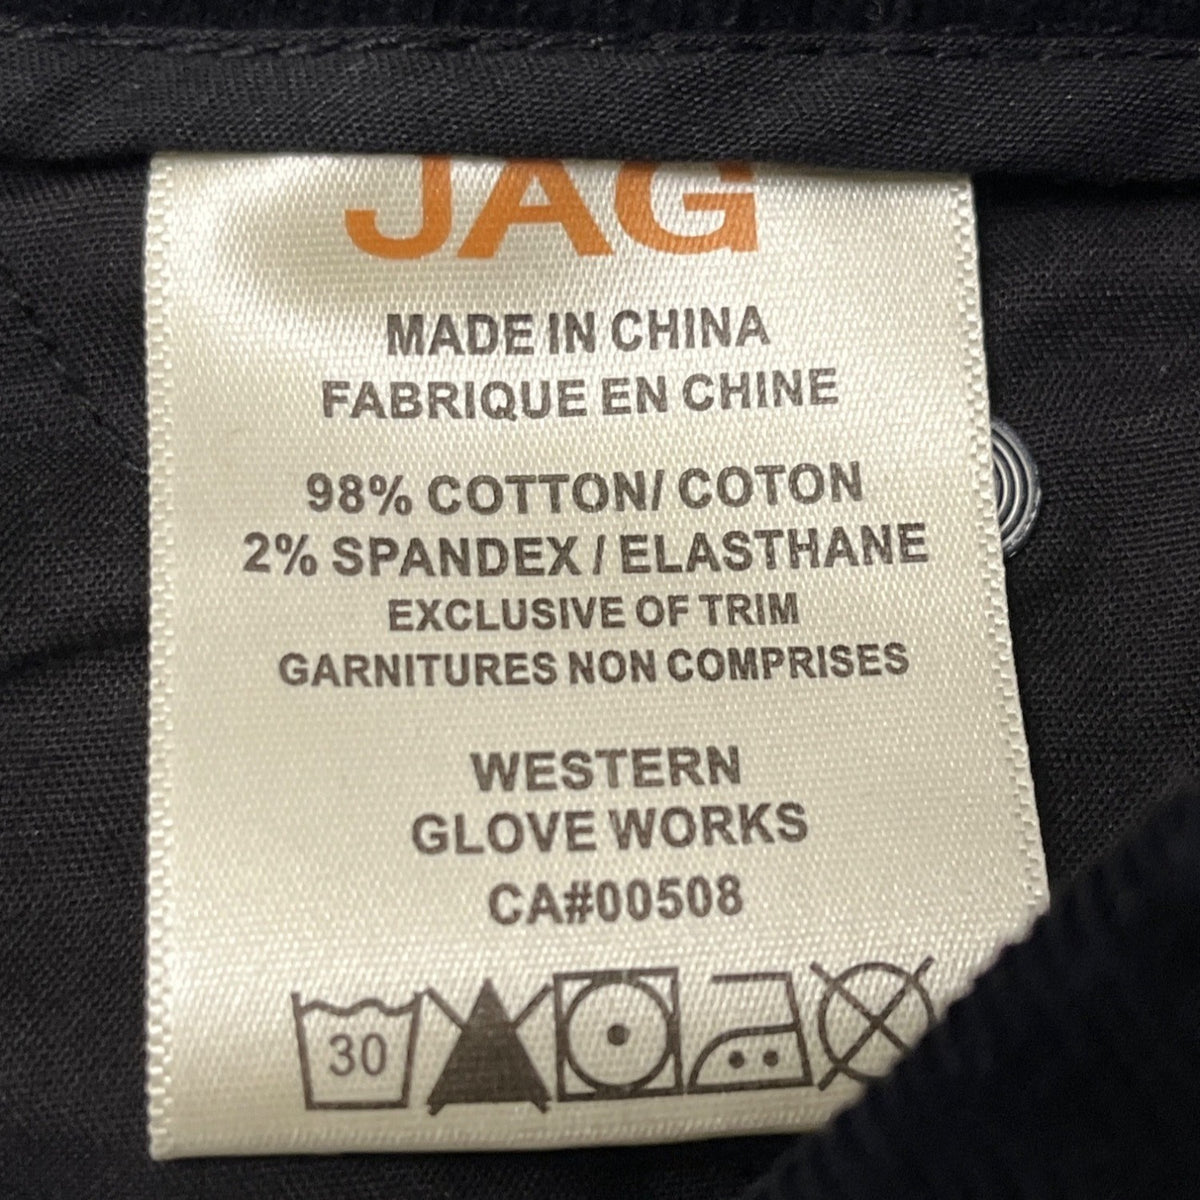 JAG
MADE IN CHINA
FABRIQUE EN CHINE
98% COTTON/ COTON
2% SPANDEX / ELASTHANE
EXCLUSIVE OF TRIM
GARNITURES NON COMPRISES
WESTERN
GLOVE WORKS
CA#00508
30